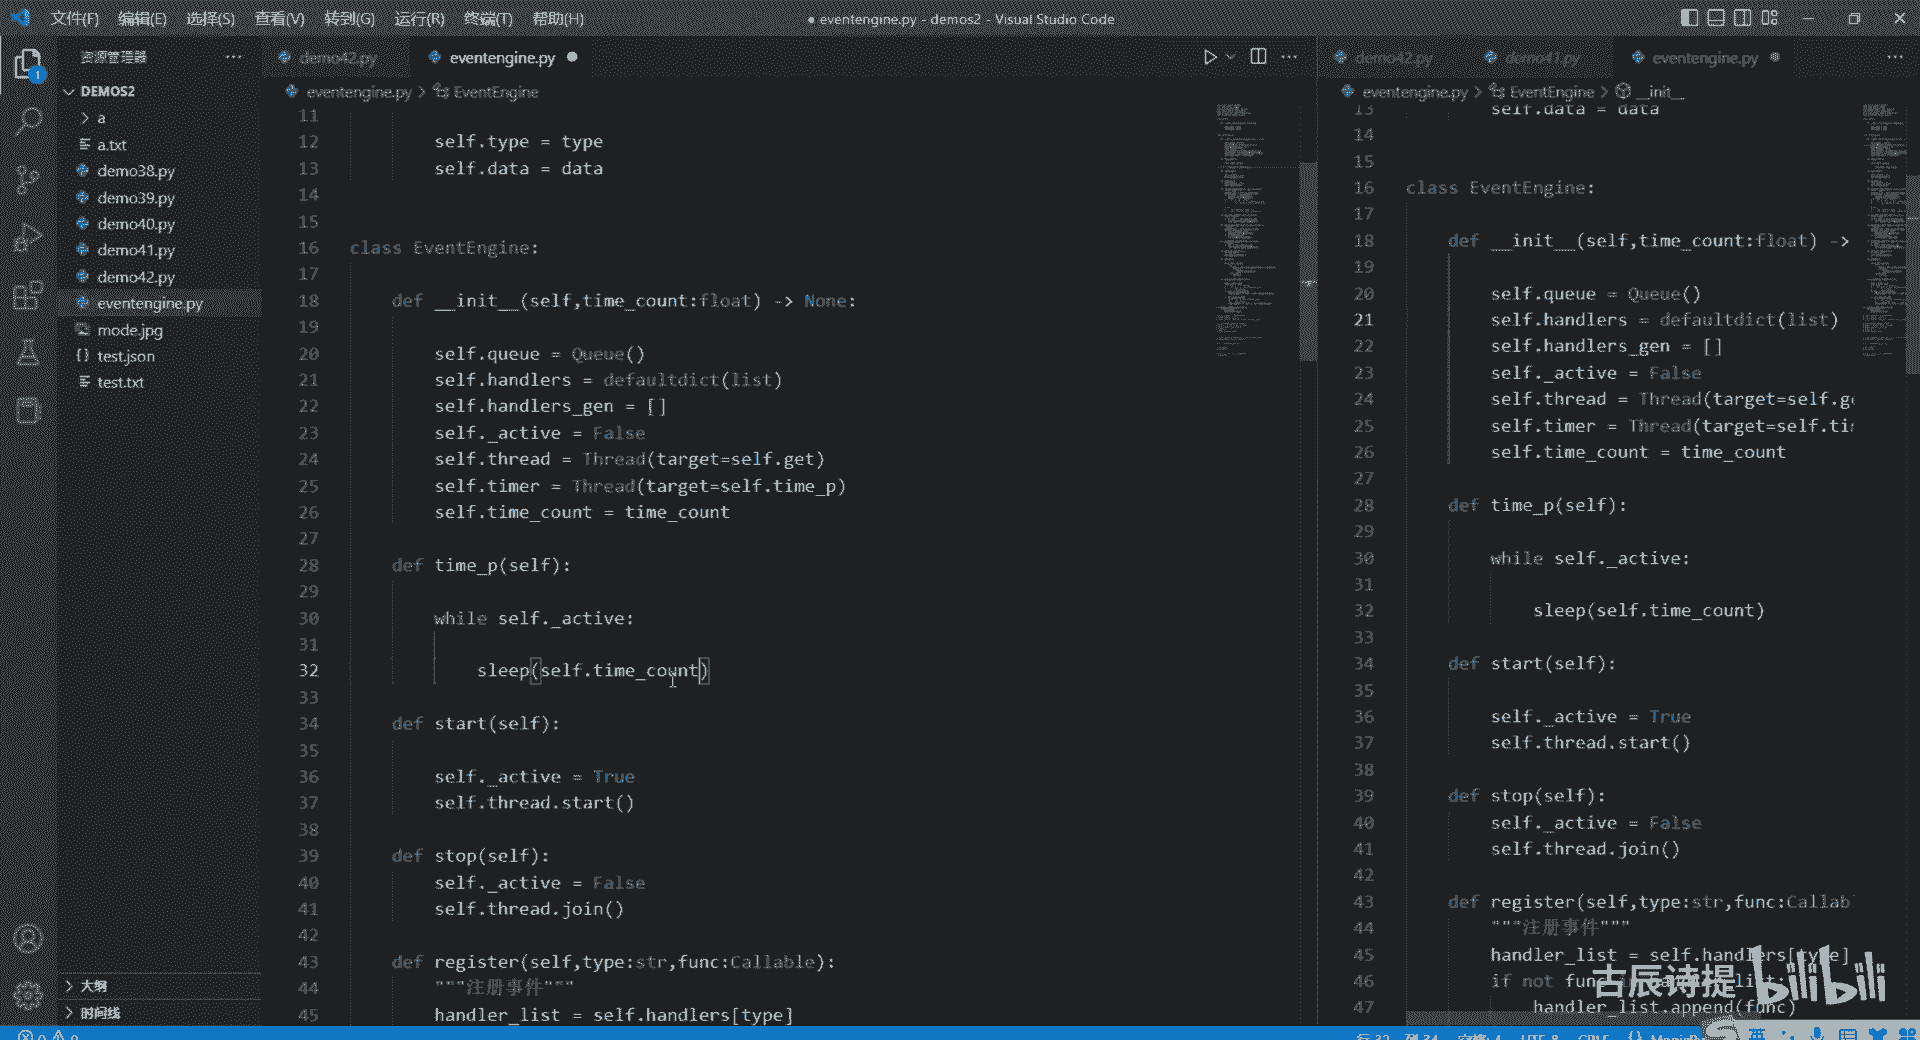 文件(F) 编辑(E) 选择(S) 查看(V) 转到(G) 运行(R) 终端(T) 帮助(H)
● eventengine.py - demos2 - Visual Studio Code
资源管理器 ···
1
DEMOS2
a
a.txt
demo38.py
demo39.py
demo40.py
demo41.py
demo42.py
eventengine.py
mode.jpg
{} test.json
test.txt
大纲
时间线
demo42.py eventengine.py ●
eventengine.py > EventEngine
11
12 self.type = type
13 self.data = data
14
15
16 class EventEngine:
17
18 def __init__(self,time_count:float) -> None:
19
20 self.queue = Queue()
21 self.handlers = defaultdict(list)
22 self.handlers_gen = []
23 self._active = False
24 self.thread = Thread(target=self.get)
25 self.timer = Thread(target=self.time_p)
26 self.time_count = time_count
27
28 def time_p(self):
29
30 while self._active:
31
32 sleep(self.time_count)
33
34 def start(self):
35
36 self._active = True
37 self.thread.start()
38
39 def stop(self):
40 self._active = False
41 self.thread.join()
42
43 def register(self,type:str,func:Callable):
44 """注册事件"""
45 handler_list = self.handlers[type]
demo42.py demo41.py eventengine.py ●
eventengine.py > EventEngine > __init__
13 self.data = data
14
15
16 class EventEngine:
17
18 def __init__(self,time_count:float) ->
19
20 self.queue = Queue()
21 self.handlers = defaultdict(list)
22 self.handlers_gen = []
23 self._active = False
24 self.thread = Thread(target=self.ge
25 self.timer = Thread(target=self.tim
26 self.time_count = time_count
27
28 def time_p(self):
29
30 while self._active:
31
32 sleep(self.time_count)
33
34 def start(self):
35
36 self._active = True
37 self.thread.start()
38
39 def stop(self):
40 self._active = False
41 self.thread.join()
42
43 def register(self,type:str,func:Callab
44 """注册事件"""
45 handler_list = self.handlers[type]
46 if not func
47 handler_list.append(func)
古辰诗提 bilibili